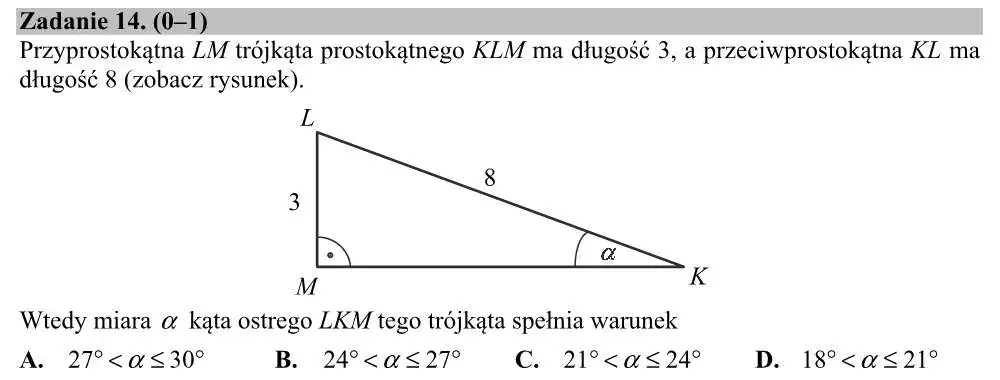 Zadanie 14. (0–1)
Przyprostokątna LM trójkąta prostokątnego KLM ma długość 3, a przeciwprostokątna KL ma
długość 8 (zobacz rysunek).
L
8
3
α
M
K
Wtedy miara α kąta ostrego LKM tego trójkąta spełnia warunek
A. 27° < α ≤ 30° B. 24° < α ≤ 27° C. 21° < α ≤ 24° D. 18° < α ≤ 21°